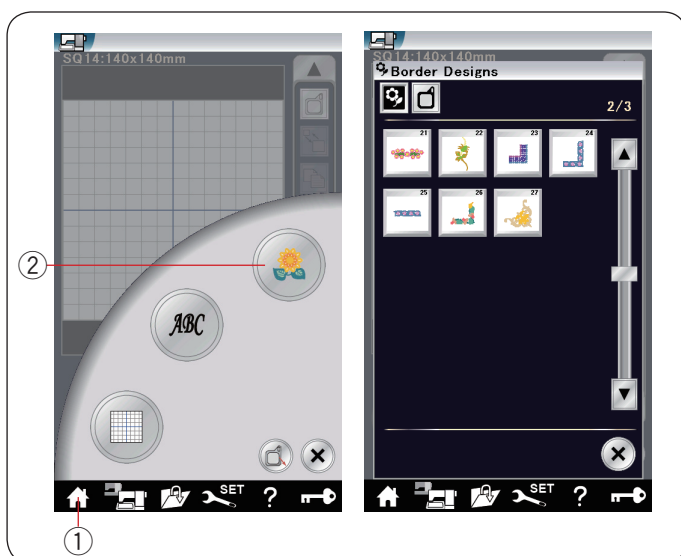 SQ14:140x140mm
②
ABC
SET
?
①
SQ14:140x140mm
Border Designs
2/3
21
22
23
24
25
26
27
SET
?